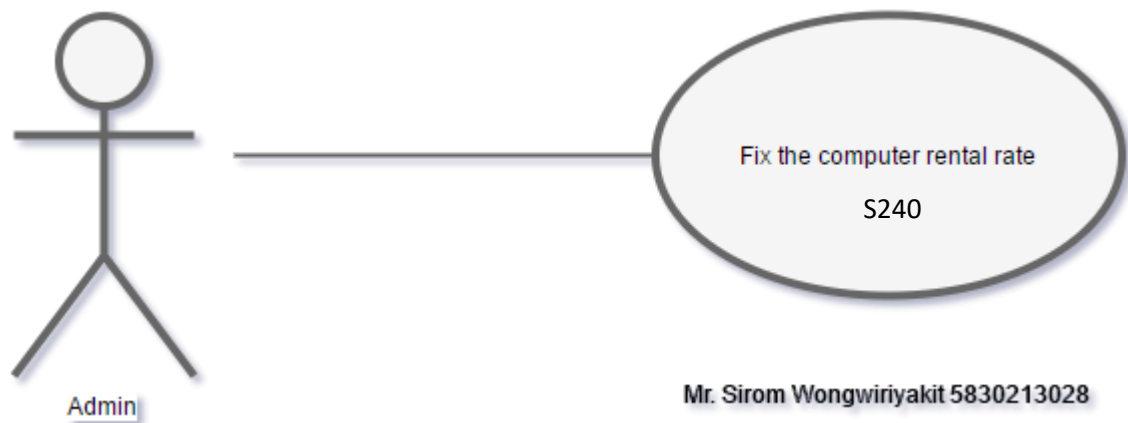 Fix the computer rental rate
S240
Mr. Sirom Wongwiriyakit 5830213028
Admin